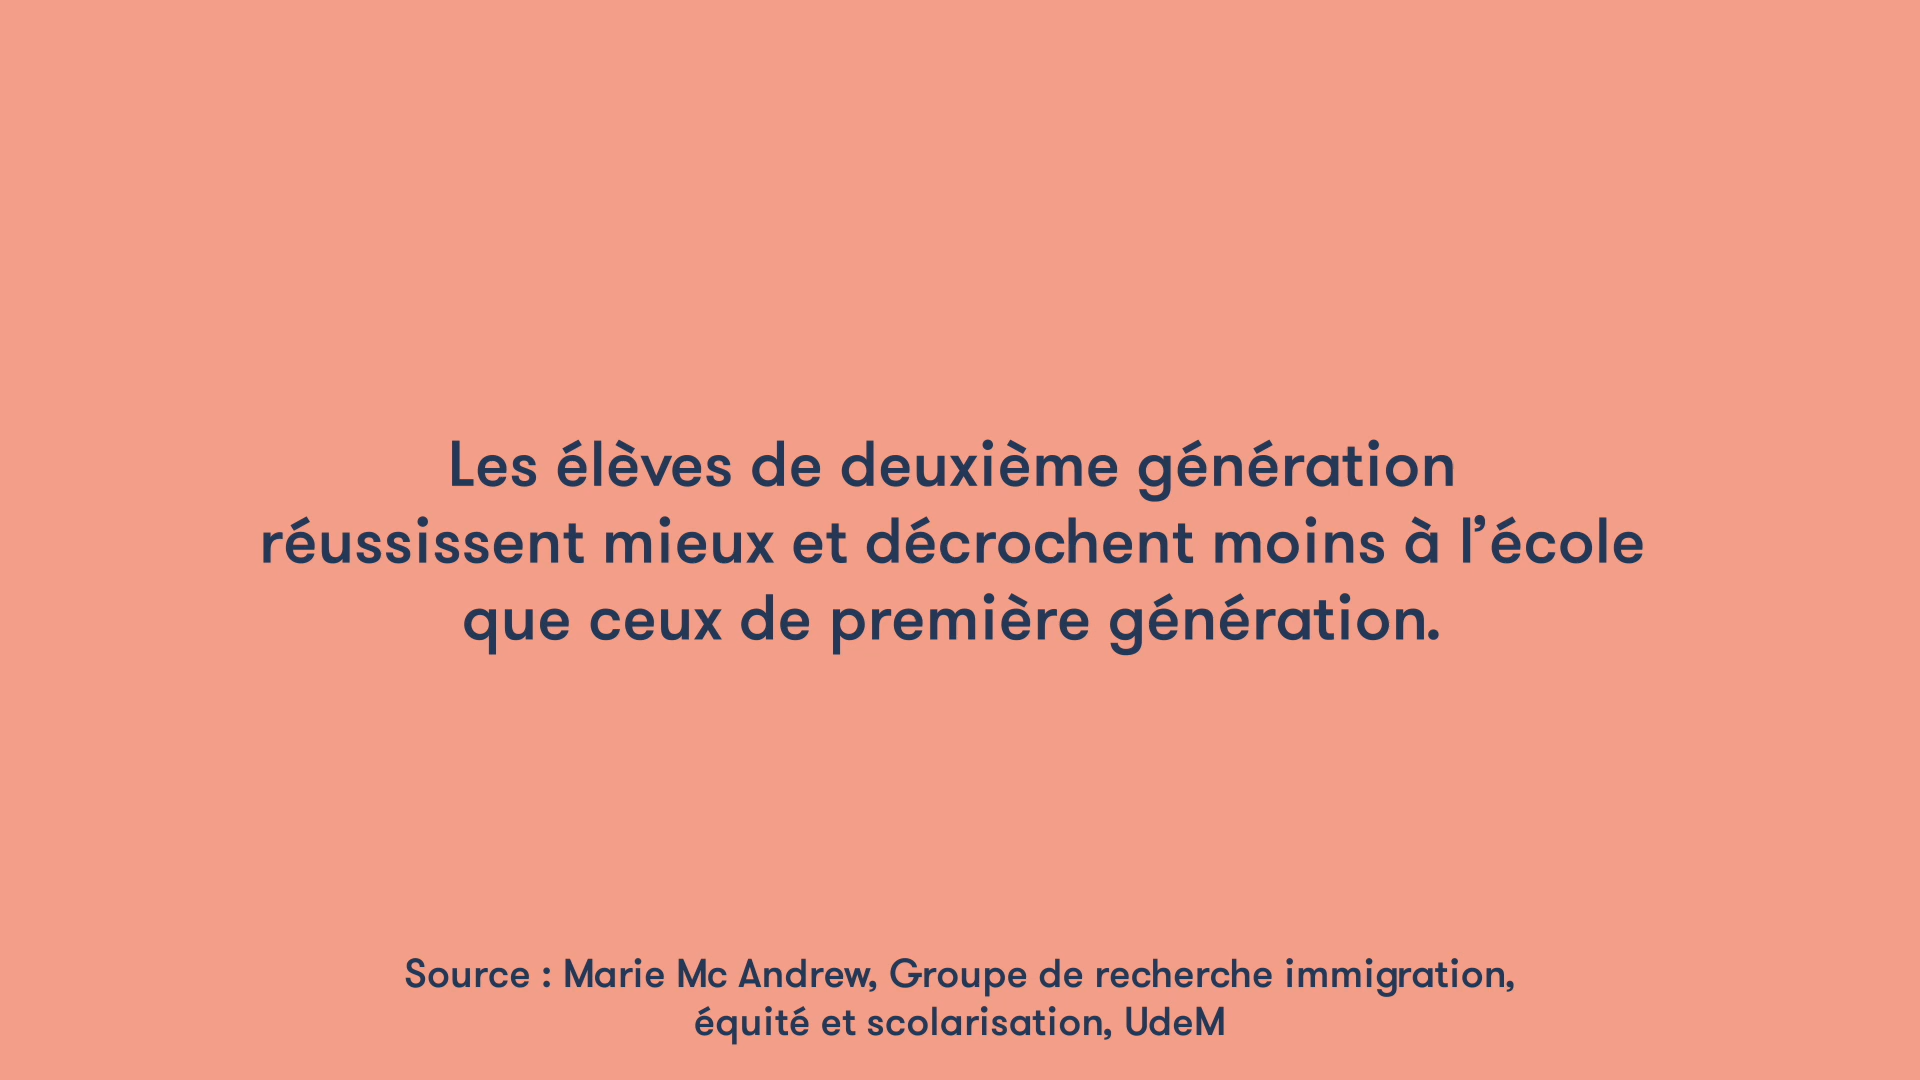 Les élèves de deuxième génération
réussissent mieux et décrochent moins à l’école
que ceux de première génération.
Source : Marie Mc Andrew, Groupe de recherche immigration,
équité et scolarisation, UdeM